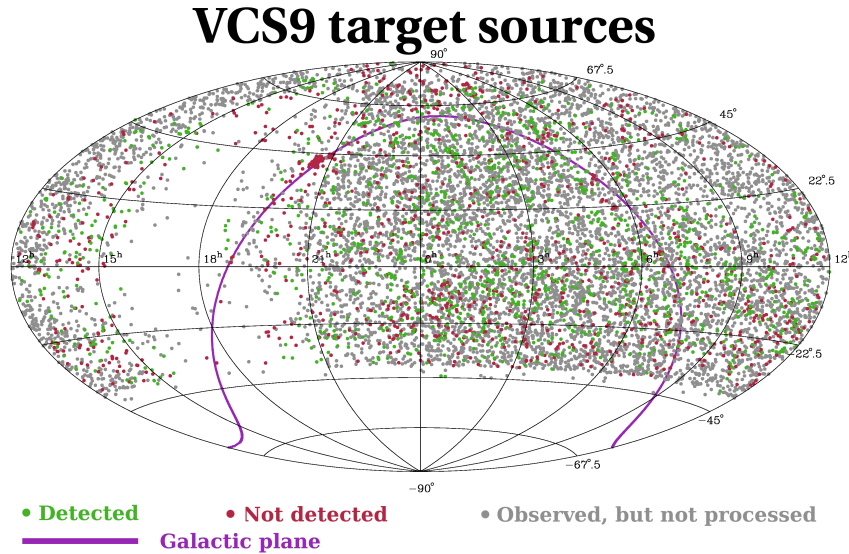 VCS9 target sources
90°
67°.5
45°
22°.5
12h 15h 18h 21h 0h 3h 6h 9h 12h
−22°.5
−45°
−67°.5
−90°
Detected Not detected Observed, but not processed
Galactic plane